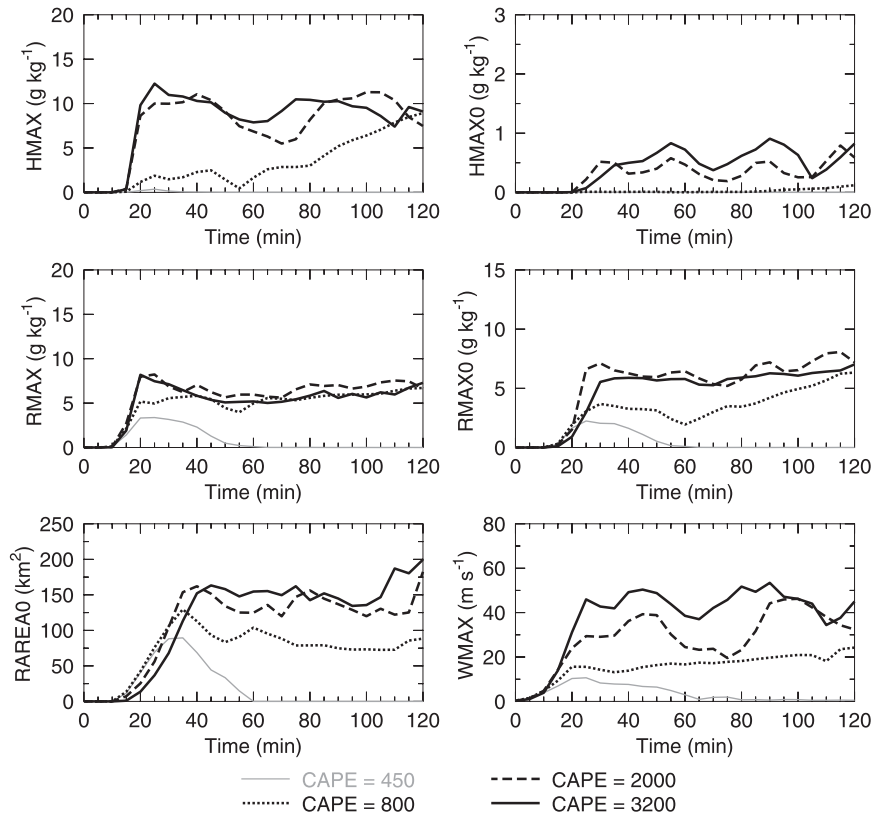 20
15
10
5
0
HMAX (g kg-1)
0 20 40 60 80 100 120
Time (min)
3
2
1
0
HMAX0 (g kg-1)
0 20 40 60 80 100 120
Time (min)
20
15
10
5
0
RMAX (g kg-1)
0 20 40 60 80 100 120
Time (min)
15
10
5
0
RMAX0 (g kg-1)
0 20 40 60 80 100 120
Time (min)
250
200
150
100
50
0
RAREA0 (km2)
0 20 40 60 80 100 120
Time (min)
80
60
40
20
0
WMAX (m s-1)
0 20 40 60 80 100 120
Time (min)
CAPE = 450
CAPE = 800
CAPE = 2000
CAPE = 3200